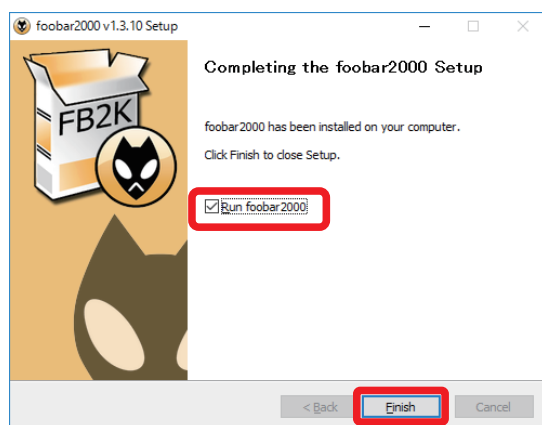 foobar2000 v1.3.10 Setup
Completing the foobar2000 Setup
FB2K
foobar2000 has been installed on your computer.
Click Finish to close Setup.
Run foobar2000
< Back
Finish
Cancel